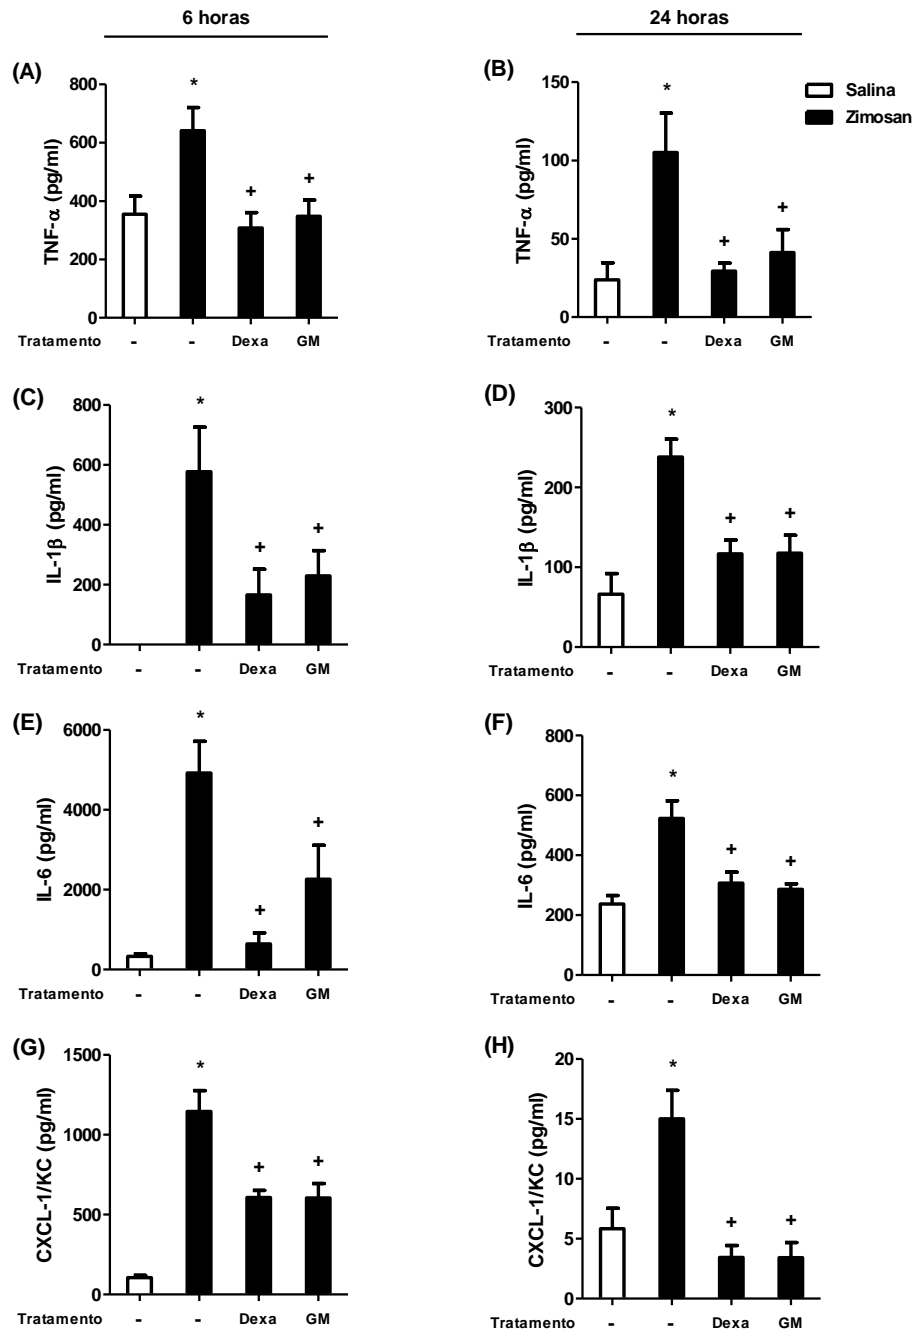 6 horas
24 horas
(A)
TNF-α (pg/ml)
800
600
400
200
0
*
+
+
Tratamento - - Dexa GM
(B)
TNF-α (pg/ml)
150
100
50
0
*
+
+
Tratamento - - Dexa GM
Salina
Zimosan
(C)
IL-1β (pg/ml)
800
600
400
200
0
*
+
+
Tratamento - - Dexa GM
(D)
IL-1β (pg/ml)
300
200
100
0
*
+
+
Tratamento - - Dexa GM
(E)
IL-6 (pg/ml)
6000
4000
2000
0
*
+
+
Tratamento - - Dexa GM
(F)
IL-6 (pg/ml)
800
600
400
200
0
*
+
+
Tratamento - - Dexa GM
(G)
CXCL-1/KC (pg/ml)
1500
1000
500
0
*
+
+
Tratamento - - Dexa GM
(H)
CXCL-1/KC (pg/ml)
20
15
10
5
0
*
+
+
Tratamento - - Dexa GM